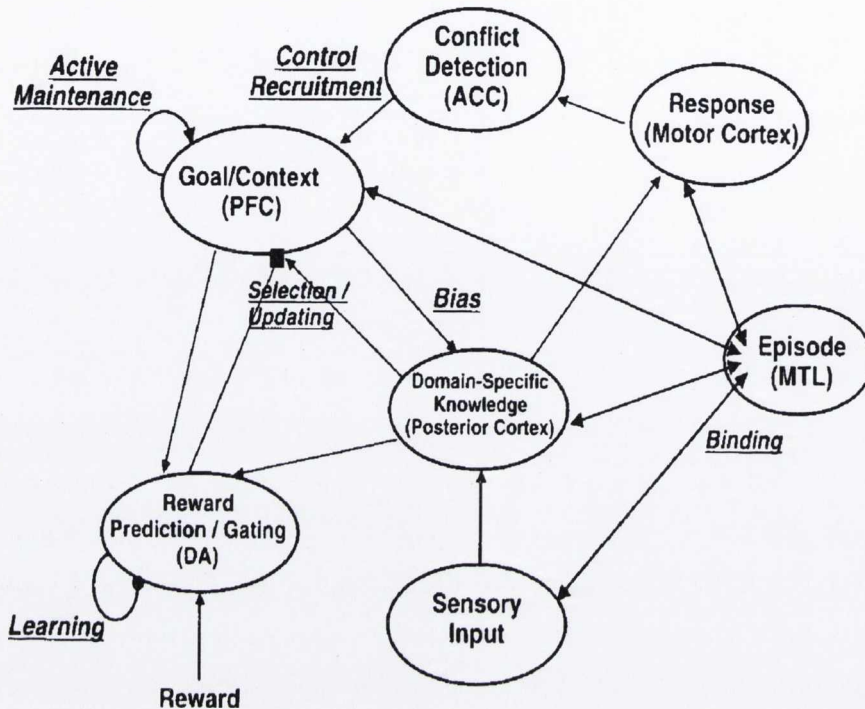 Active
Maintenance
Control
Recruitment
Conflict
Detection
(ACC)
Response
(Motor Cortex)
Goal/Context
(PFC)
Selection /
Updating
Bias
Episode
(MTL)
Domain-Specific
Knowledge
(Posterior Cortex)
Binding
Reward
Prediction / Gating
(DA)
Learning
Sensory
Input
Reward